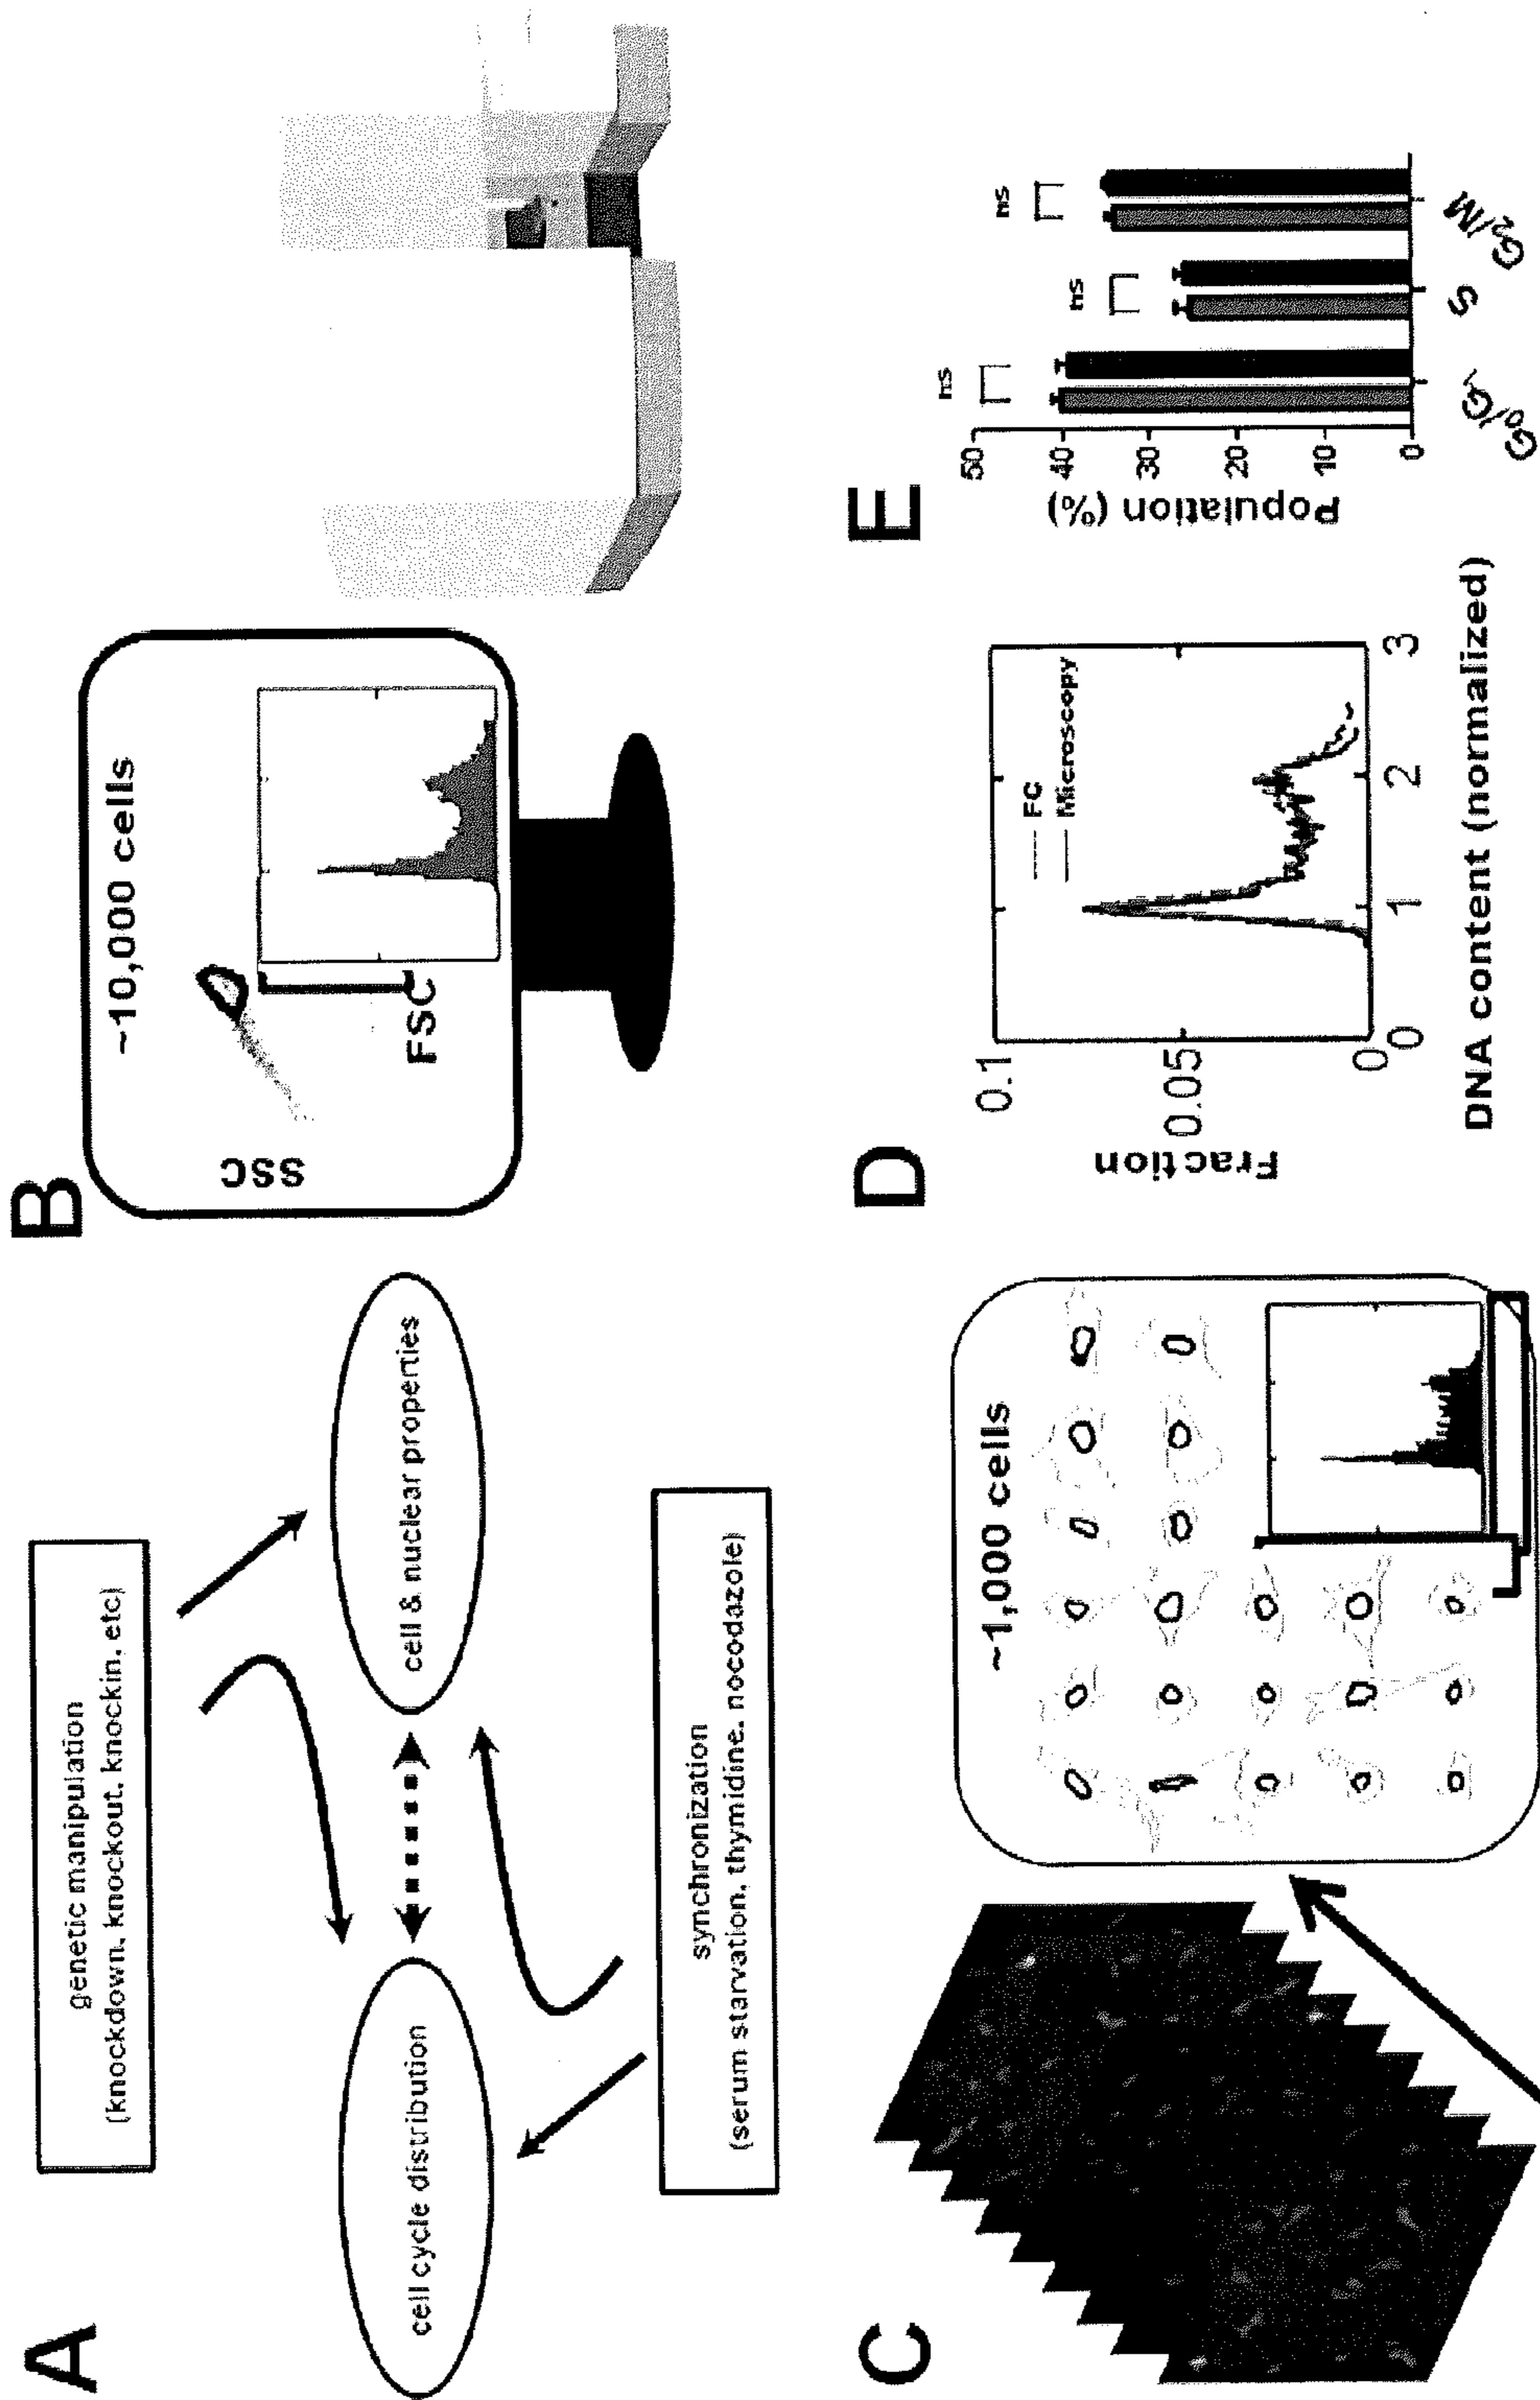 A
genetic manipulation
(knockdown, knockout, knockin, etc)
cell cycle distribution
cell & nuclear properties
synchronization
(serum starvation, thymidine, nocodazole)
B
~10,000 cells
SSC
FSC
C
~1,000 cells
D
Fraction
0.1
0.05
0
FC
Microscopy
0 1 2 3
DNA content (normalized)
E
Population (%)
50
40
30
20
10
0
ns
ns
ns
G₀/G₁
S
G₂/M